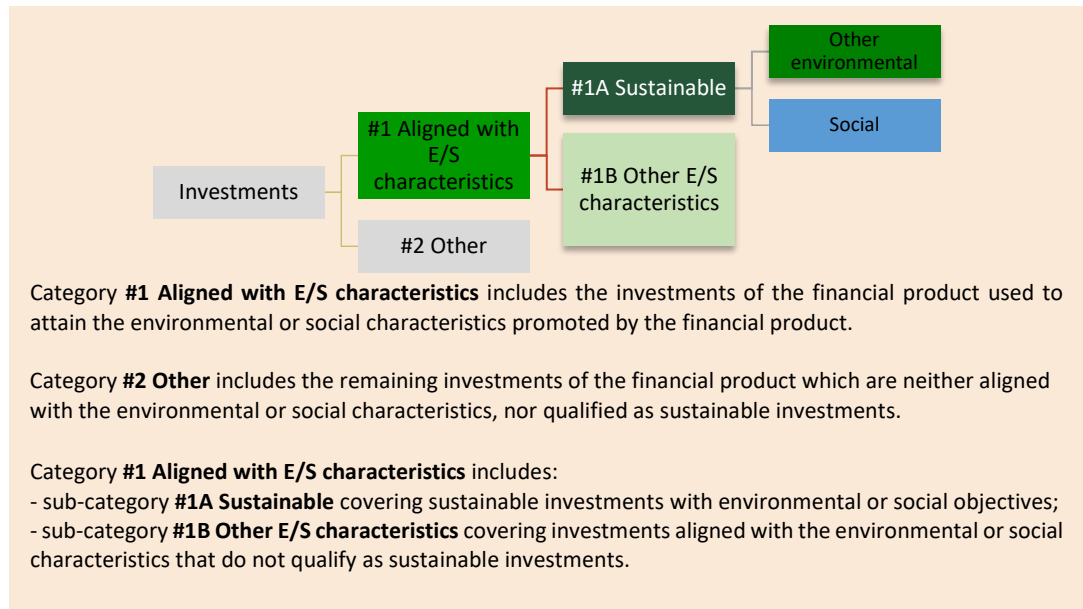 Other
environmental
#1A Sustainable
#1 Aligned with
E/S
characteristics
Social
Investments
#1B Other E/S
characteristics
#2 Other
Category #1 Aligned with E/S characteristics includes the investments of the financial product used to
attain the environmental or social characteristics promoted by the financial product.
Category #2 Other includes the remaining investments of the financial product which are neither aligned
with the environmental or social characteristics, nor qualified as sustainable investments.
Category #1 Aligned with E/S characteristics includes:
- sub-category #1A Sustainable covering sustainable investments with environmental or social objectives;
- sub-category #1B Other E/S characteristics covering investments aligned with the environmental or social
characteristics that do not qualify as sustainable investments.